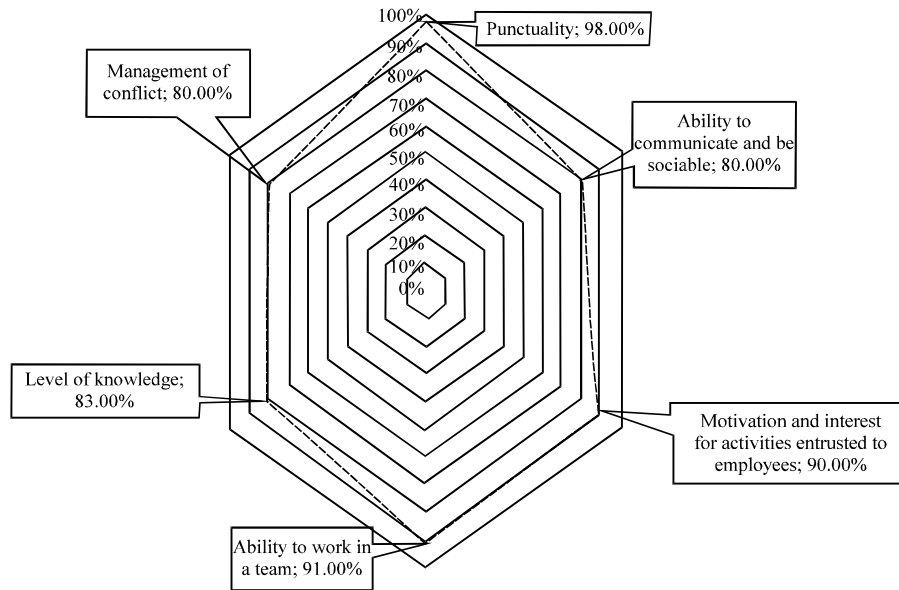 100%
90%
80%
70%
60%
50%
40%
30%
20%
10%
0%
Punctuality; 98.00%
Ability to
communicate and be
sociable; 80.00%
Motivation and interest
for activities entrusted to
employees; 90.00%
Ability to work in
a team; 91.00%
Level of knowledge;
83.00%
Management of
conflict; 80.00%